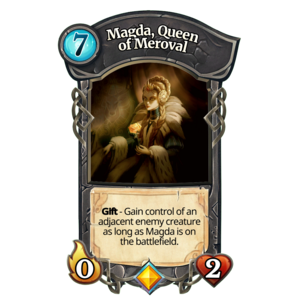 7
Magda, Queen
of Meroval
Gift - Gain control of an
adjacent enemy creature
as long as Magda is on
the battlefield.
0
2